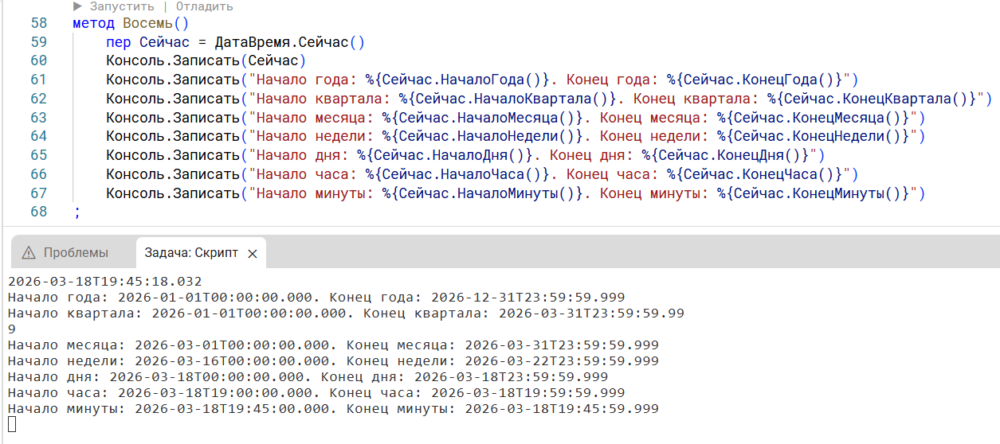 ▶ Запустить | Отладить
58 метод Восемь()
59 пер Сейчас = ДатаВремя.Сейчас()
60 Консоль.Записать(Сейчас)
61 Консоль.Записать("Начало года: %{Сейчас.НачалоГода()}. Конец года: %{Сейчас.КонецГода()}")
62 Консоль.Записать("Начало квартала: %{Сейчас.НачалоКвартала()}. Конец квартала: %{Сейчас.КонецКвартала()}")
63 Консоль.Записать("Начало месяца: %{Сейчас.НачалоМесяца()}. Конец месяца: %{Сейчас.КонецМесяца()}")
64 Консоль.Записать("Начало недели: %{Сейчас.НачалоНедели()}. Конец недели: %{Сейчас.КонецНедели()}")
65 Консоль.Записать("Начало дня: %{Сейчас.НачалоДня()}. Конец дня: %{Сейчас.КонецДня()}")
66 Консоль.Записать("Начало часа: %{Сейчас.НачалоЧаса()}. Конец часа: %{Сейчас.КонецЧаса()}")
67 Консоль.Записать("Начало минуты: %{Сейчас.НачалоМинуты()}. Конец минуты: %{Сейчас.КонецМинуты()}")
68 ;
Проблемы Задача: Скрипт ×
2026-03-18T19:45:18.032
Начало года: 2026-01-01T00:00:00.000. Конец года: 2026-12-31T23:59:59.999
Начало квартала: 2026-01-01T00:00:00.000. Конец квартала: 2026-03-31T23:59:59.99
9
Начало месяца: 2026-03-01T00:00:00.000. Конец месяца: 2026-03-31T23:59:59.999
Начало недели: 2026-03-16T00:00:00.000. Конец недели: 2026-03-22T23:59:59.999
Начало дня: 2026-03-18T00:00:00.000. Конец дня: 2026-03-18T23:59:59.999
Начало часа: 2026-03-18T19:00:00.000. Конец часа: 2026-03-18T19:59:59.999
Начало минуты: 2026-03-18T19:45:00.000. Конец минуты: 2026-03-18T19:45:59.999